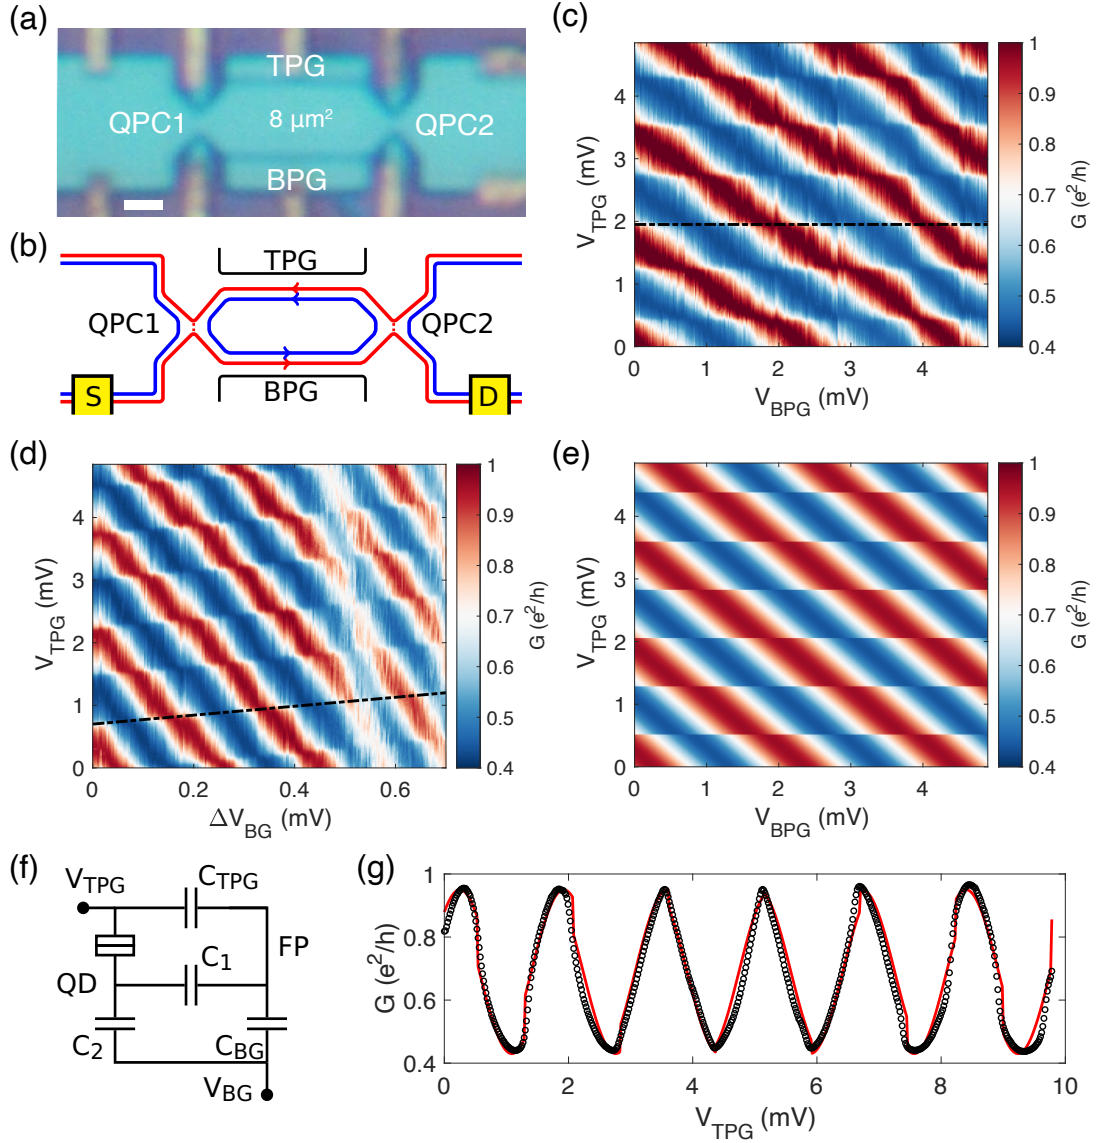 (a)
TPG
QPC1
8 μm²
QPC2
BPG
(b)
TPG
QPC1
QPC2
BPG
S
D
(c)
V_TPG (mV)
4
3
2
1
0
0
1
2
3
4
V_BPG (mV)
1
0.9
0.8
0.7
0.6
0.5
0.4
G (e²/h)
(d)
V_TPG (mV)
4
3
2
1
0
0
0.2
0.4
0.6
ΔV_BG (mV)
1
0.9
0.8
0.7
0.6
0.5
0.4
G (e²/h)
(e)
V_TPG (mV)
4
3
2
1
0
0
1
2
3
4
V_BPG (mV)
1
0.9
0.8
0.7
0.6
0.5
0.4
G (e²/h)
(f)
V_TPG
C_TPG
FP
C_1
QD
C_2
C_BG
V_BG
(g)
G (e²/h)
1
0.8
0.6
0.4
0
2
4
6
8
10
V_TPG (mV)